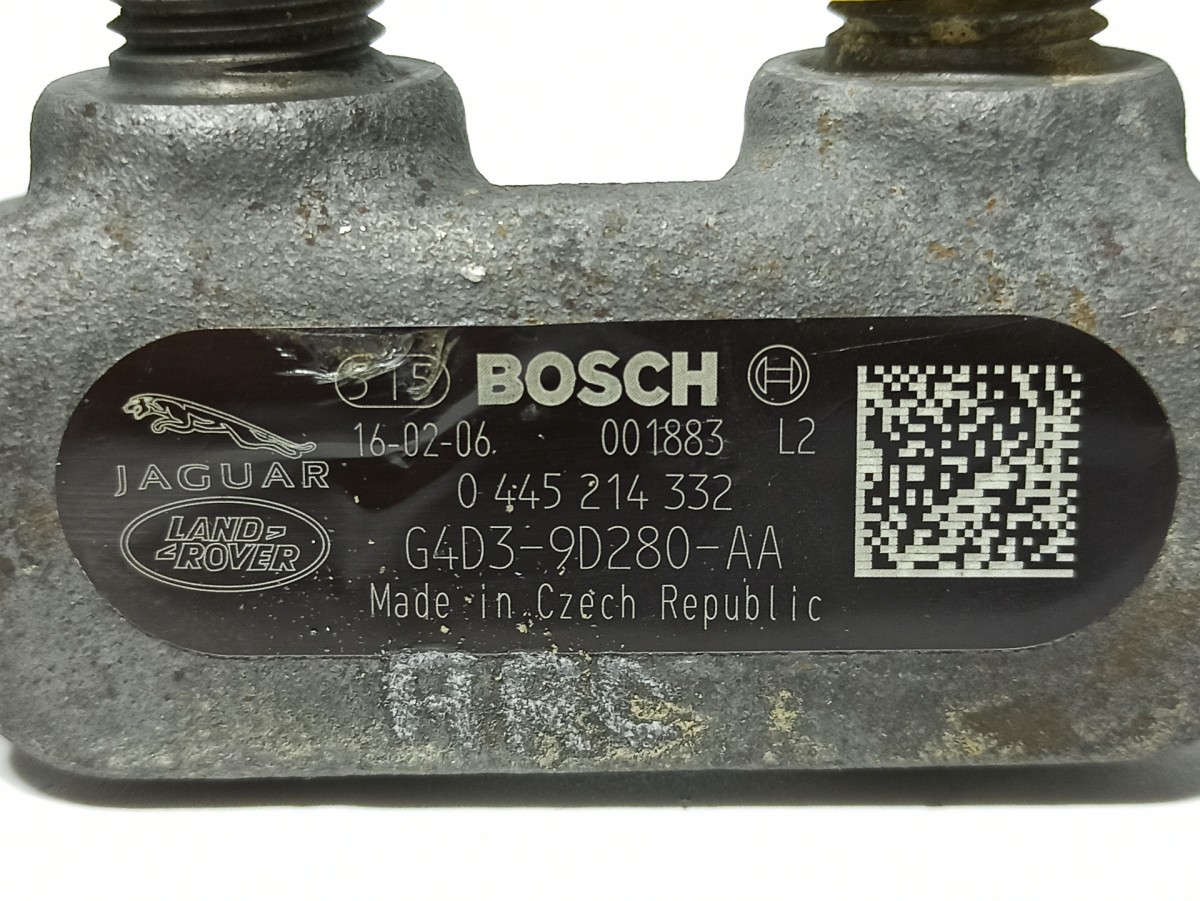 315 BOSCH
16-02-06 001883 L2
JAGUAR
0 445 214 332
LAND ROVER
G4D3-9D280-AA
Made in Czech Republic